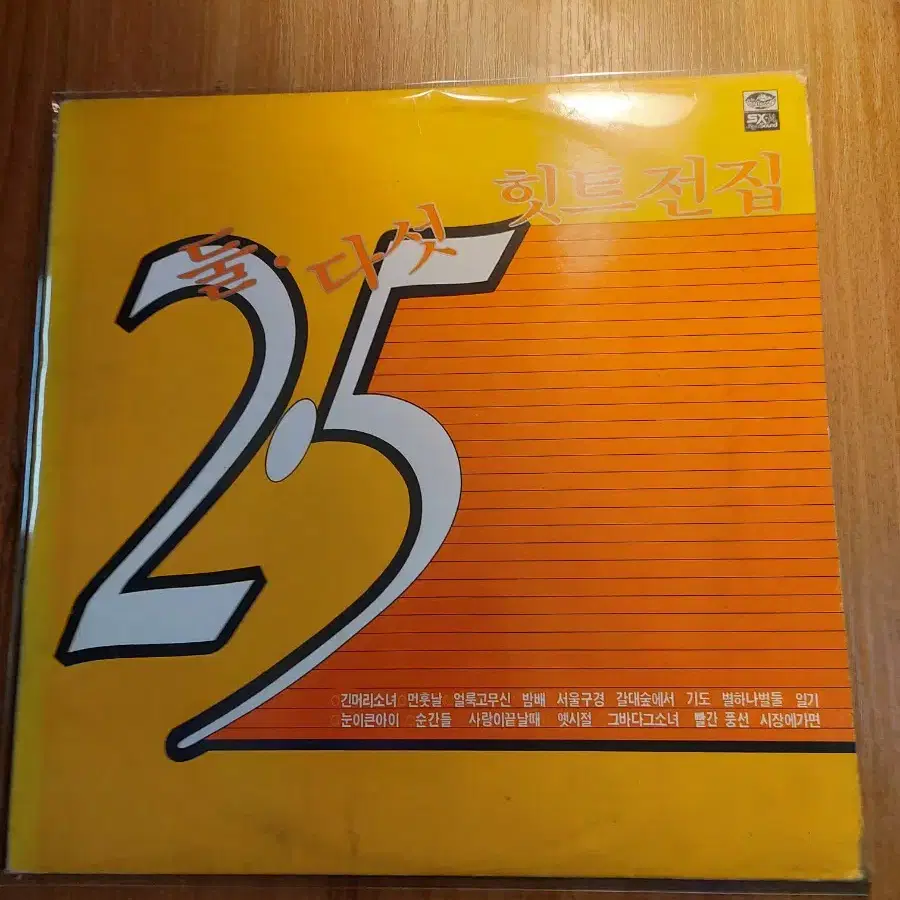 SX-
Sound
둘·다섯 힛트전집
2·5
긴머리소녀 먼훗날 얼룩고무신 밤배 서울구경 갈대숲에서 기도 별하나별둘 일기
눈이큰아이 순간들 사랑이끝날때 옛시절 그바다그소녀 빨간 풍선 시장에가면